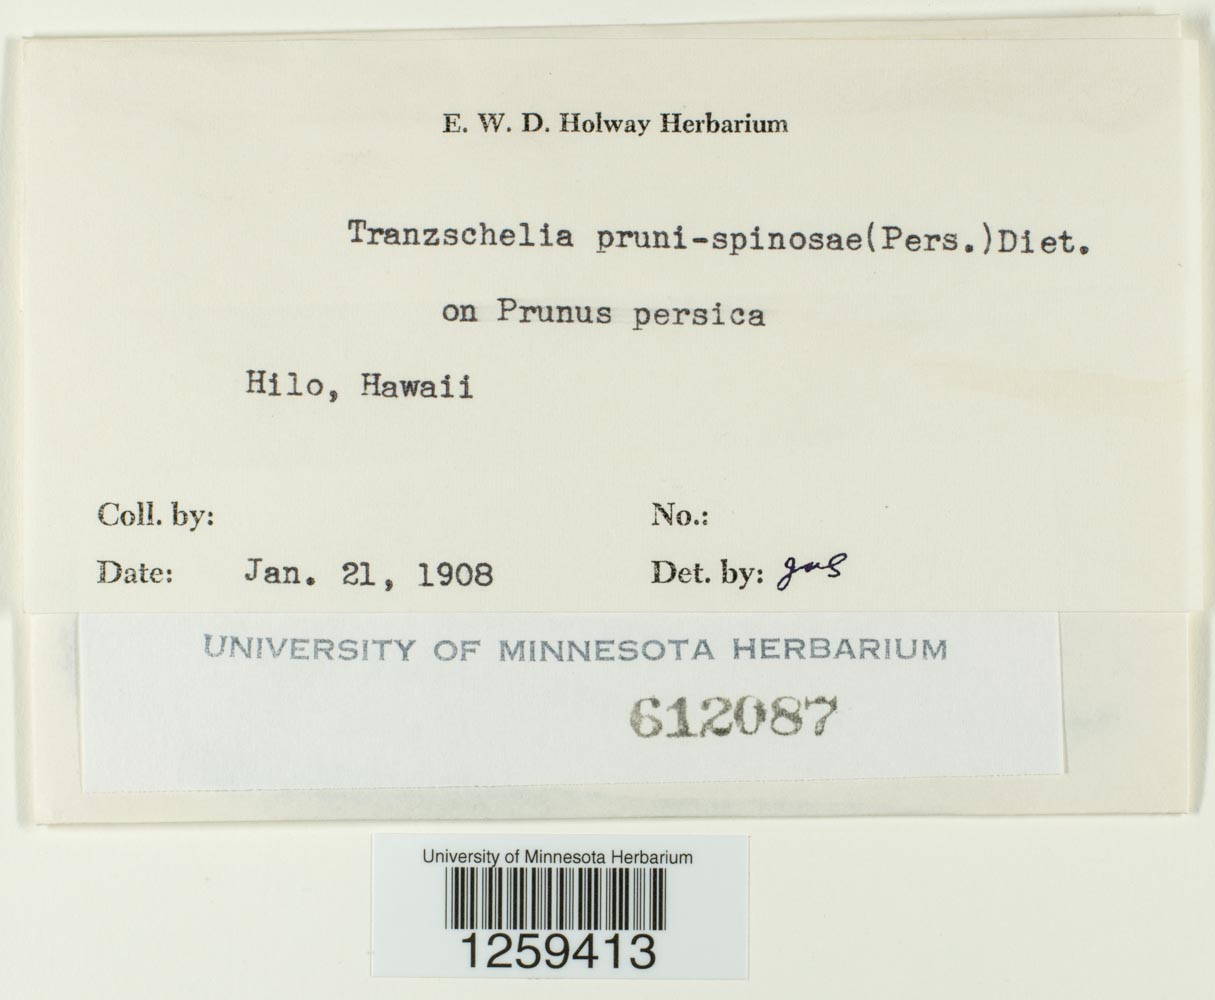 E. W. D. Holway Herbarium
Tranzschelia pruni-spinosae(Pers.)Diet.
on Prunus persica
Hilo, Hawaii
Coll. by:
No.:
Date: Jan. 21, 1908
Det. by:
UNIVERSITY OF MINNESOTA HERBARIUM
612087
University of Minnesota Herbarium
1259413